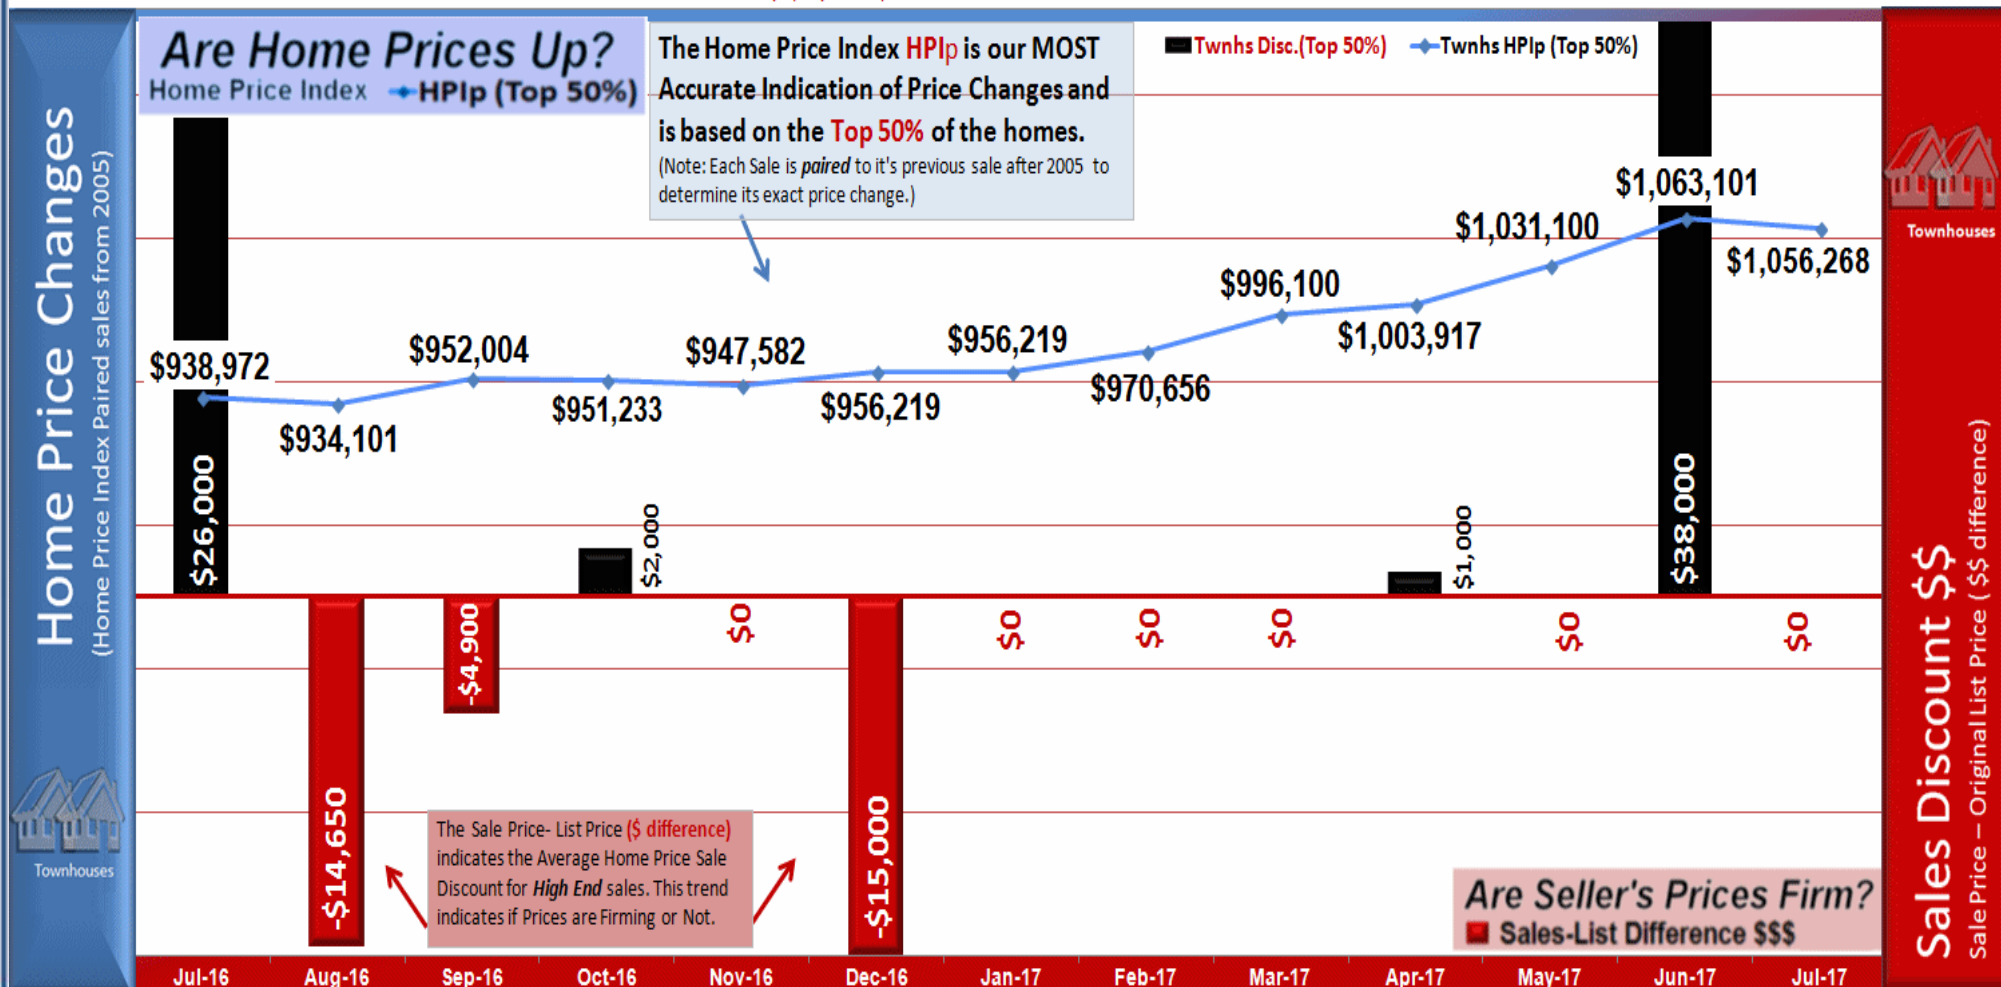 Are Home Prices Up?
Home Price Index HPIp (Top 50%)
The Home Price Index HPIp is our MOST
Accurate Indication of Price Changes and
is based on the Top 50% of the homes.
(Note: Each Sale is paired to it's previous sale after 2005 to
determine its exact price change.)
Twnhs Disc.(Top 50%) Twnhs HPIp (Top 50%)
Home Price Changes
(Home Price Index Paired sales from 2005)
Townhouses
Townhouses
Sales Discount $$
Sale Price – Original List Price ( $$ difference)
$938,972
$934,101
$952,004
$951,233
$947,582
$956,219
$956,219
$970,656
$996,100
$1,003,917
$1,031,100
$1,063,101
$1,056,268
$26,000
-$14,650
-$4,900
$2,000
$0
-$15,000
$0
$0
$0
$1,000
$0
$38,000
$0
The Sale Price- List Price ($ difference)
indicates the Average Home Price Sale
Discount for High End sales. This trend
indicates if Prices are Firming or Not.
Are Seller's Prices Firm?
Sales-List Difference $$$
Jul-16 Aug-16 Sep-16 Oct-16 Nov-16 Dec-16 Jan-17 Feb-17 Mar-17 Apr-17 May-17 Jun-17 Jul-17